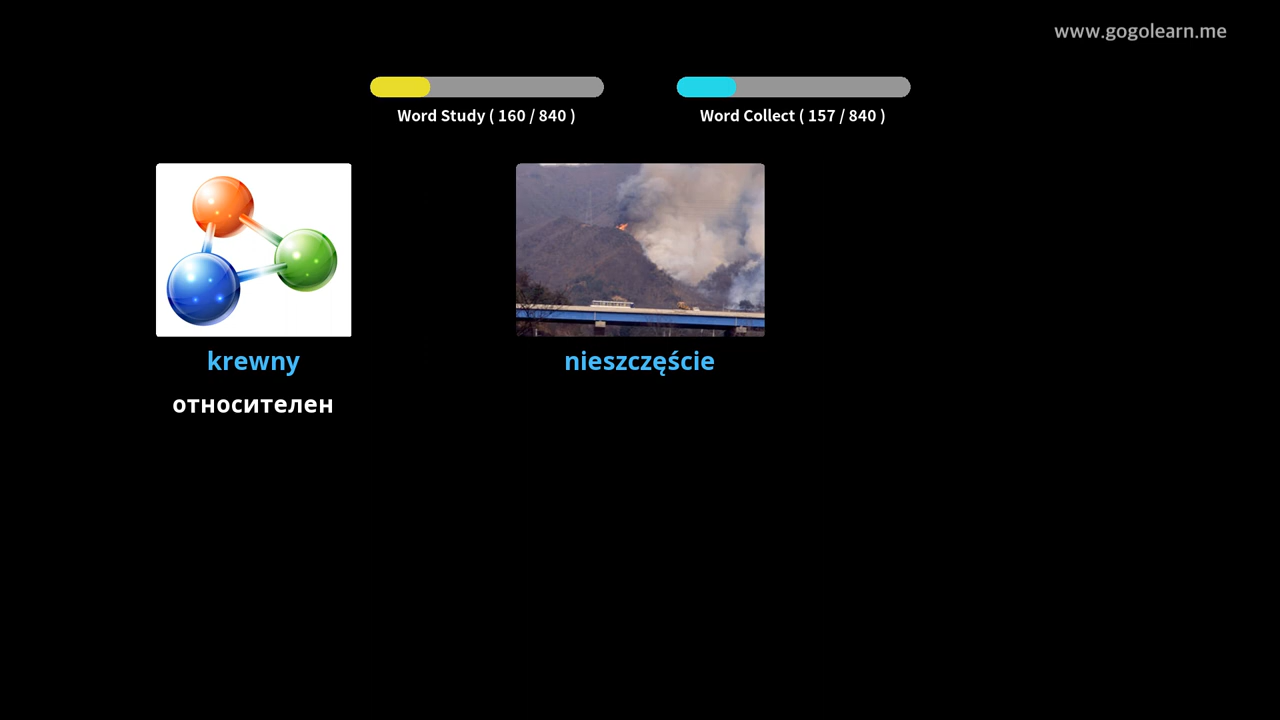 www.gogolearn.me
Word Study ( 160 / 840 )
Word Collect ( 157 / 840 )
krewny
nieszczęście
относителен